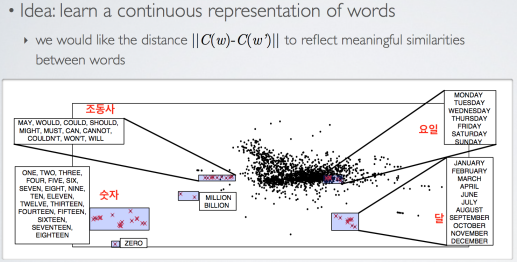 • Idea: learn a continuous representation of words
‣ we would like the distance ||C(w)-C(w')|| to reflect meaningful similarities
between words
조동사
MAY, WOULD, COULD, SHOULD,
MIGHT, MUST, CAN, CANNOT,
COULDN'T, WON'T, WILL
숫자
ONE, TWO, THREE,
FOUR, FIVE, SIX,
SEVEN, EIGHT, NINE,
TEN, ELEVEN,
TWELVE, THIRTEEN,
FOURTEEN, FIFTEEN,
SIXTEEN,
SEVENTEEN,
EIGHTEEN
MILLION
BILLION
ZERO
요일
MONDAY
TUESDAY
WEDNESDAY
THURSDAY
FRIDAY
SATURDAY
SUNDAY
달
JANUARY
FEBRUARY
MARCH
APRIL
JUNE
JULY
AUGUST
SEPTEMBER
OCTOBER
NOVEMBER
DECEMBER